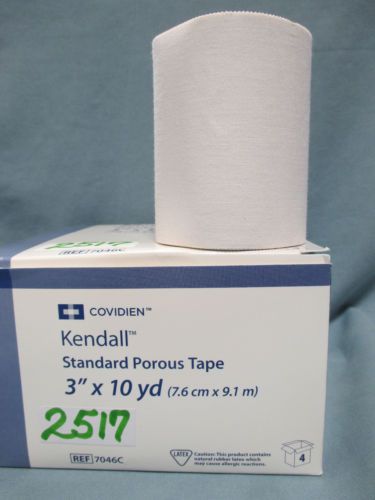 2517
REF 7046C
COVIDIEN™
Kendall™
Standard Porous Tape
3" x 10 yd (7.6 cm x 9.1 m)
2517
REF 7046C
LATEX
Caution: This product contains
natural rubber latex which
may cause allergic reactions.
4